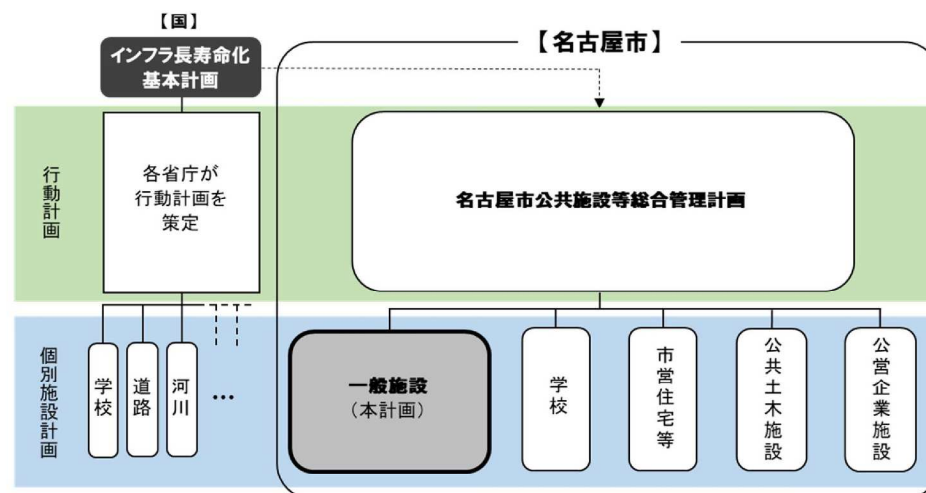 【国】
インフラ長寿命化
基本計画
【名古屋市】
行動計画
各省庁が
行動計画を
策定
名古屋市公共施設等総合管理計画
個別施設計画
学校
道路
河川
…
一般施設
（本計画）
学校
市営住宅等
公共土木施設
公営企業施設